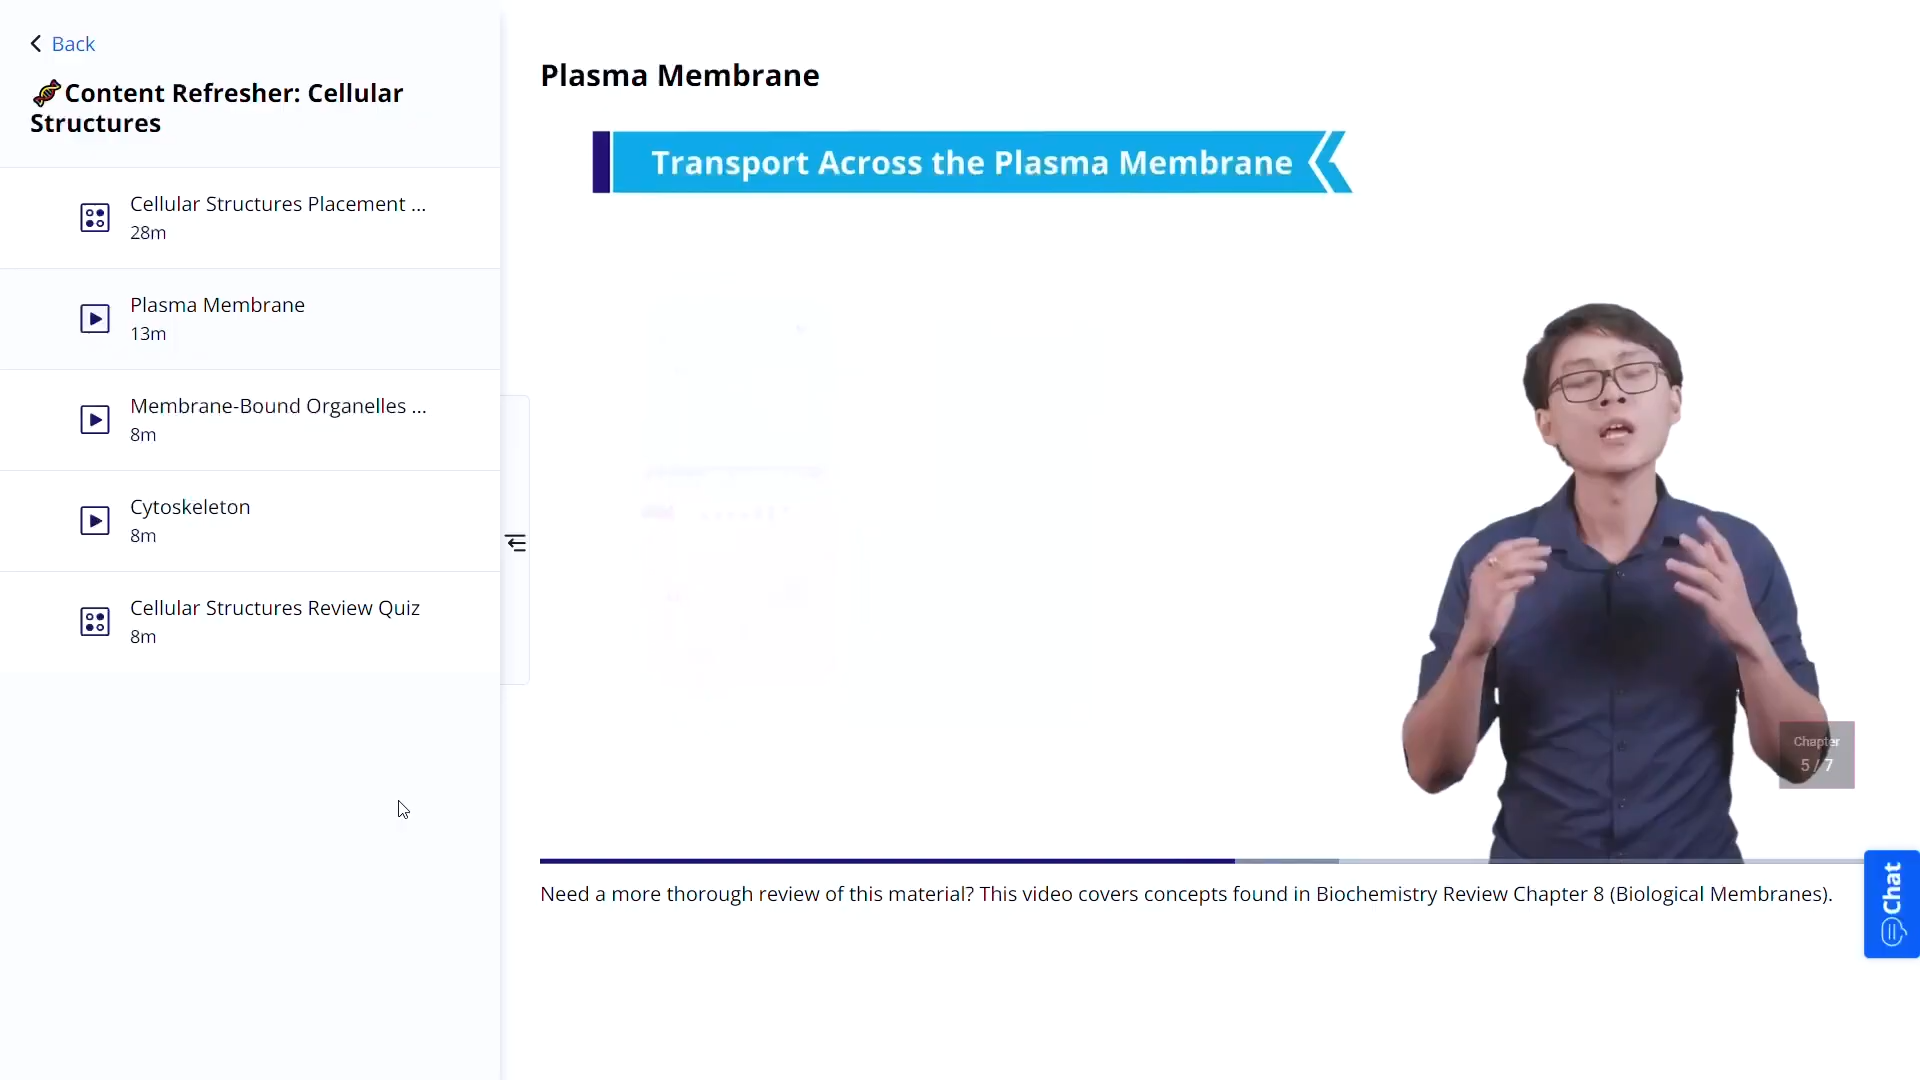 Back
Content Refresher: Cellular
Structures
Cellular Structures Placement ...
28m
Plasma Membrane
13m
Membrane-Bound Organelles ...
8m
Cytoskeleton
8m
Cellular Structures Review Quiz
8m
Plasma Membrane
Transport Across the Plasma Membrane
Chapter
5 / 7
Need a more thorough review of this material? This video covers concepts found in Biochemistry Review Chapter 8 (Biological Membranes).
Chat